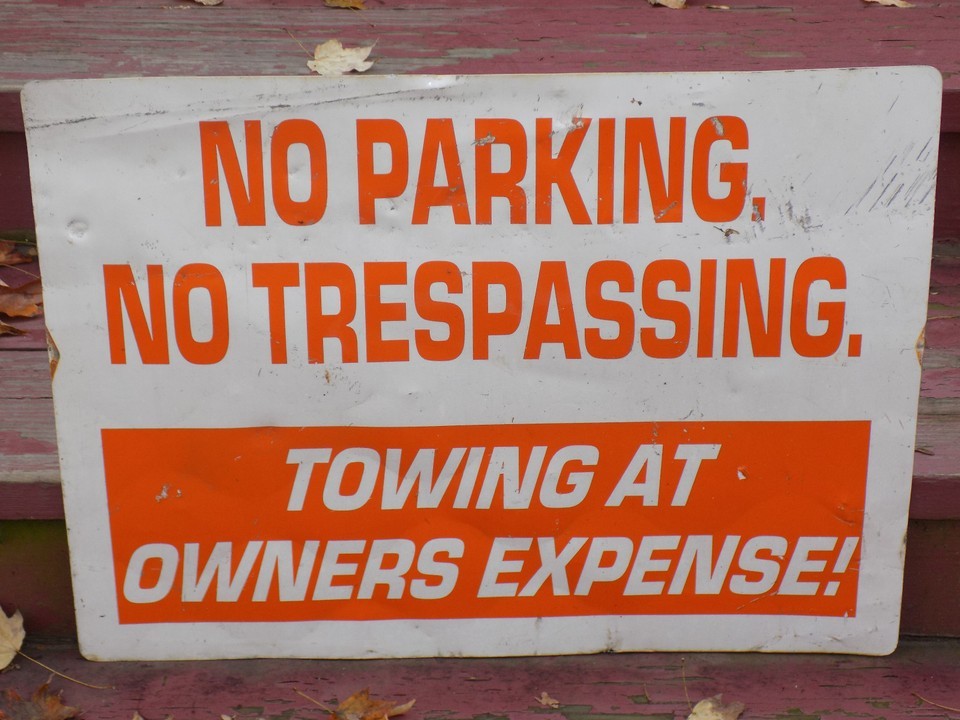 NO PARKING.
NO TRESPASSING.
TOWING AT
OWNERS EXPENSE!